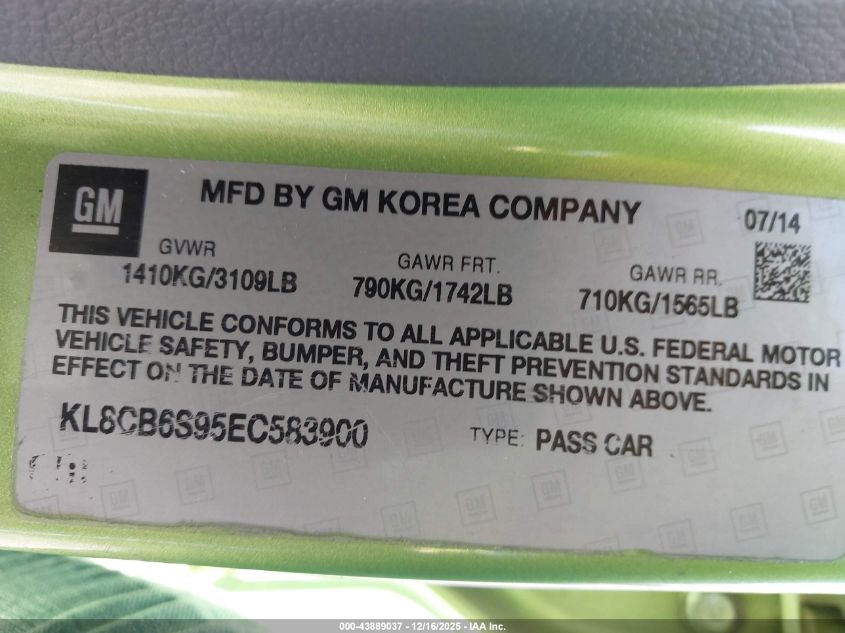 GM
MFD BY GM KOREA COMPANY
07/14
GVWR
1410KG/3109LB
GAWR FRT.
790KG/1742LB
GAWR RR.
710KG/1565LB
THIS VEHICLE CONFORMS TO ALL APPLICABLE U.S. FEDERAL MOTOR
VEHICLE SAFETY, BUMPER, AND THEFT PREVENTION STANDARDS IN
EFFECT ON THE DATE OF MANUFACTURE SHOWN ABOVE.
KL8CB6S95EC583900
TYPE: PASS CAR
000-43889037 - 12/16/2025 - IAA Inc.